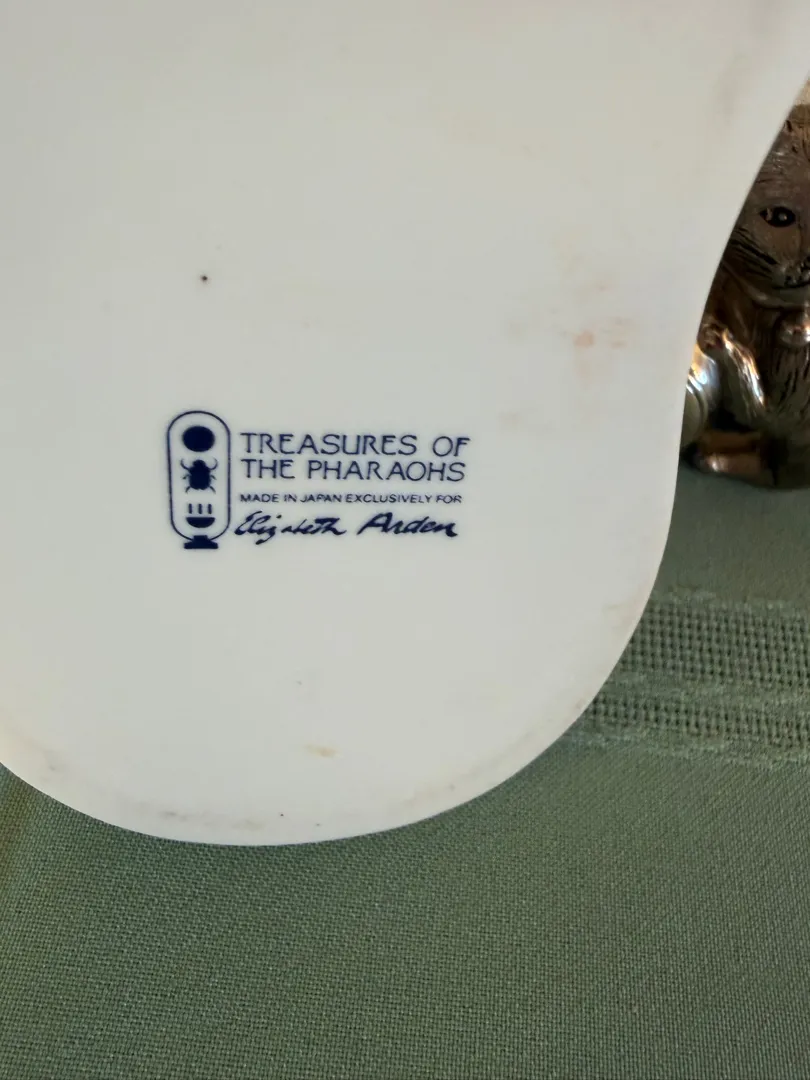 TREASURES OF
THE PHARAOHS
MADE IN JAPAN EXCLUSIVELY FOR
Elizabeth Arden